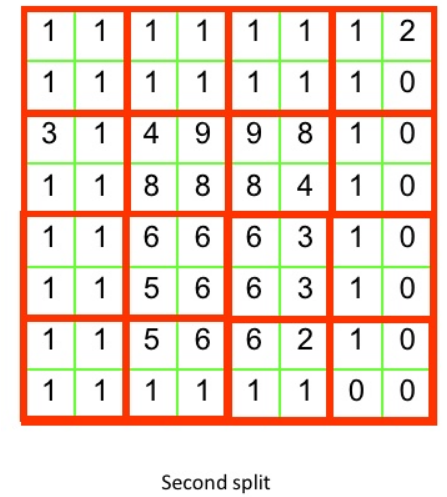 1 1 1 1 1 1 1 2
1 1 1 1 1 1 1 0
3 1 4 9 9 8 1 0
1 1 8 8 8 4 1 0
1 1 6 6 6 3 1 0
1 1 5 6 6 3 1 0
1 1 5 6 6 2 1 0
1 1 1 1 1 1 0 0
Second split